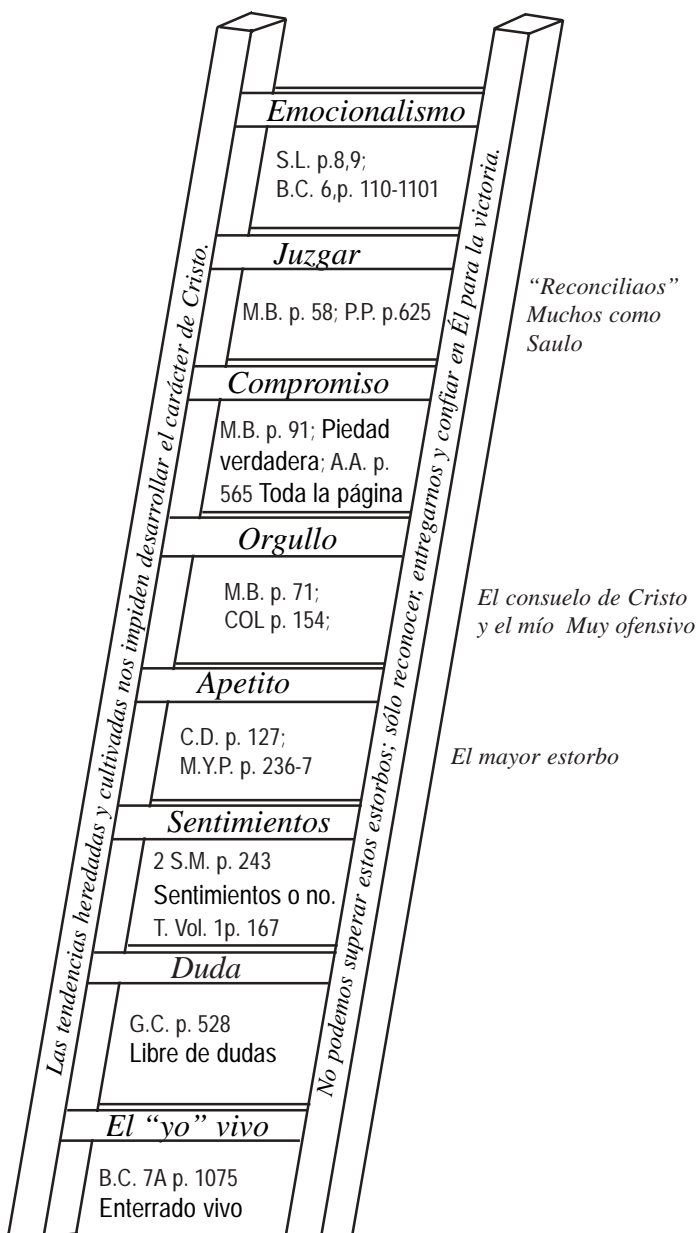 Emocionalismo
S.L. p.8,9;
B.C. 6,p. 110-1101
Juzgar
M.B. p. 58; P.P. p.625
“Reconciliaos”
Muchos como
Saulo
Compromiso
M.B. p. 91; Piedad
verdadera; A.A. p.
565 Toda la página
Orgullo
M.B. p. 71;
COL p. 154;
El consuelo de Cristo
y el mío Muy ofensivo
Apetito
C.D. p. 127;
M.Y.P. p. 236-7
El mayor estorbo
Sentimientos
2 S.M. p. 243
Sentimientos o no.
T. Vol. 1p. 167
Duda
G.C. p. 528
Libre de dudas
El “yo” vivo
B.C. 7A p. 1075
Enterrado vivo
Las tendencias heredadas y cultivadas nos impiden desarrollar el carácter de Cristo.
No podemos superar estos estorbos; sólo reconocer, entregarnos y confiar en Él para la victoria.